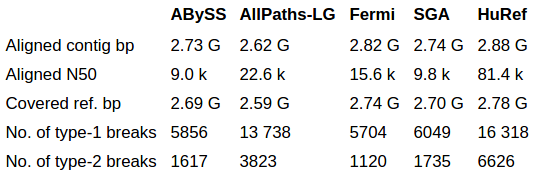 ABySS AllPaths-LG Fermi SGA HuRef
Aligned contig bp 2.73 G 2.62 G 2.82 G 2.74 G 2.88 G
Aligned N50 9.0 k 22.6 k 15.6 k 9.8 k 81.4 k
Covered ref. bp 2.69 G 2.59 G 2.74 G 2.70 G 2.78 G
No. of type-1 breaks 5856 13 738 5704 6049 16 318
No. of type-2 breaks 1617 3823 1120 1735 6626